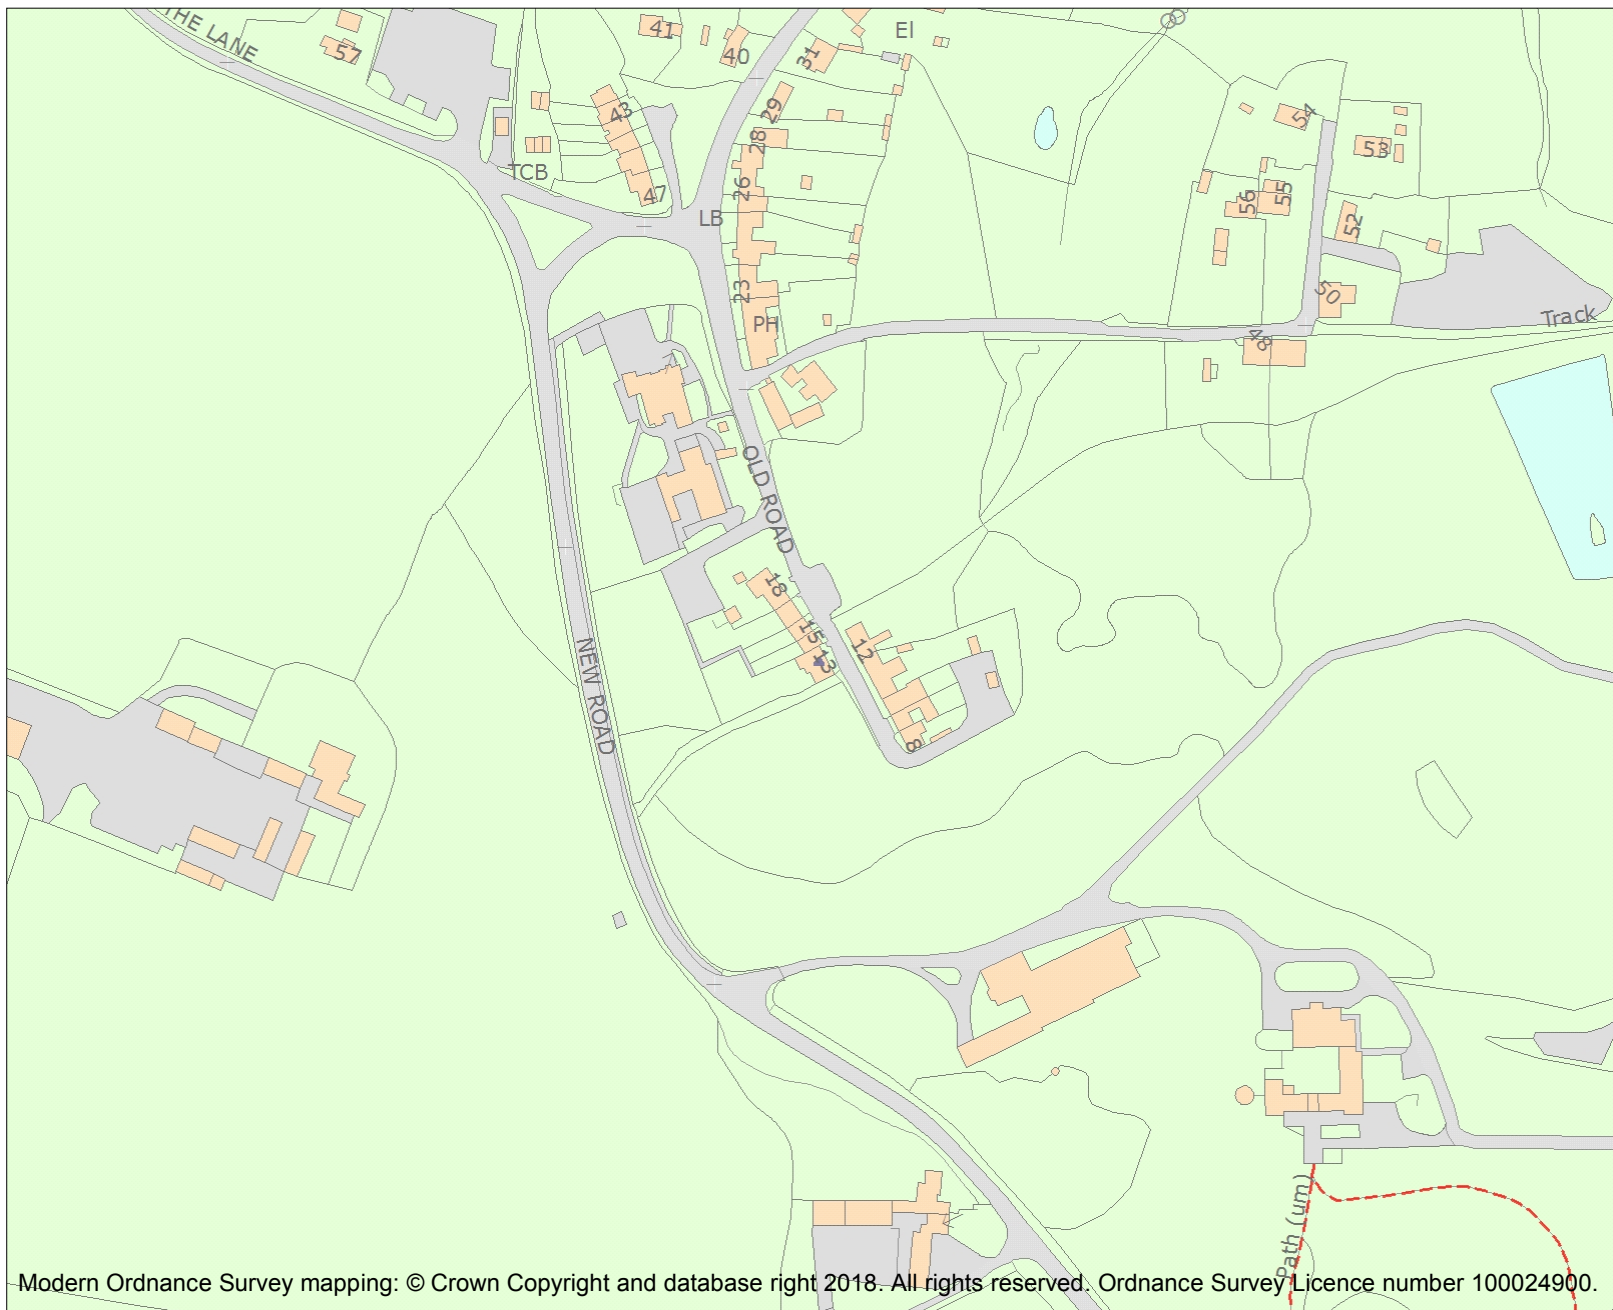 THE LANE
57
41
40
31
El
43
29
28
TCB
47
26
LB
54
53
56
55
52
23
PH
50
Track
48
OLD ROAD
18
15
13
12
NEW ROAD
8
Path (um)
Modern Ordnance Survey mapping: © Crown Copyright and database right 2018. All rights reserved. Ordnance Survey Licence number 100024900.